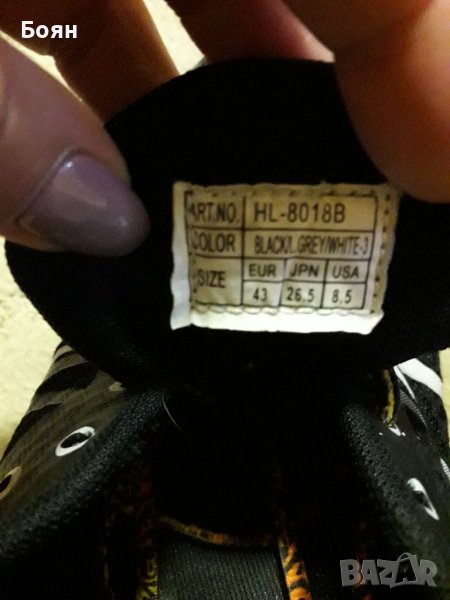 Боян
ART.NO. HL-8018B
COLOR BLACK/L.GREY/WHITE-3
SIZE EUR JPN USA
43 26.5 8.5
BAZAR